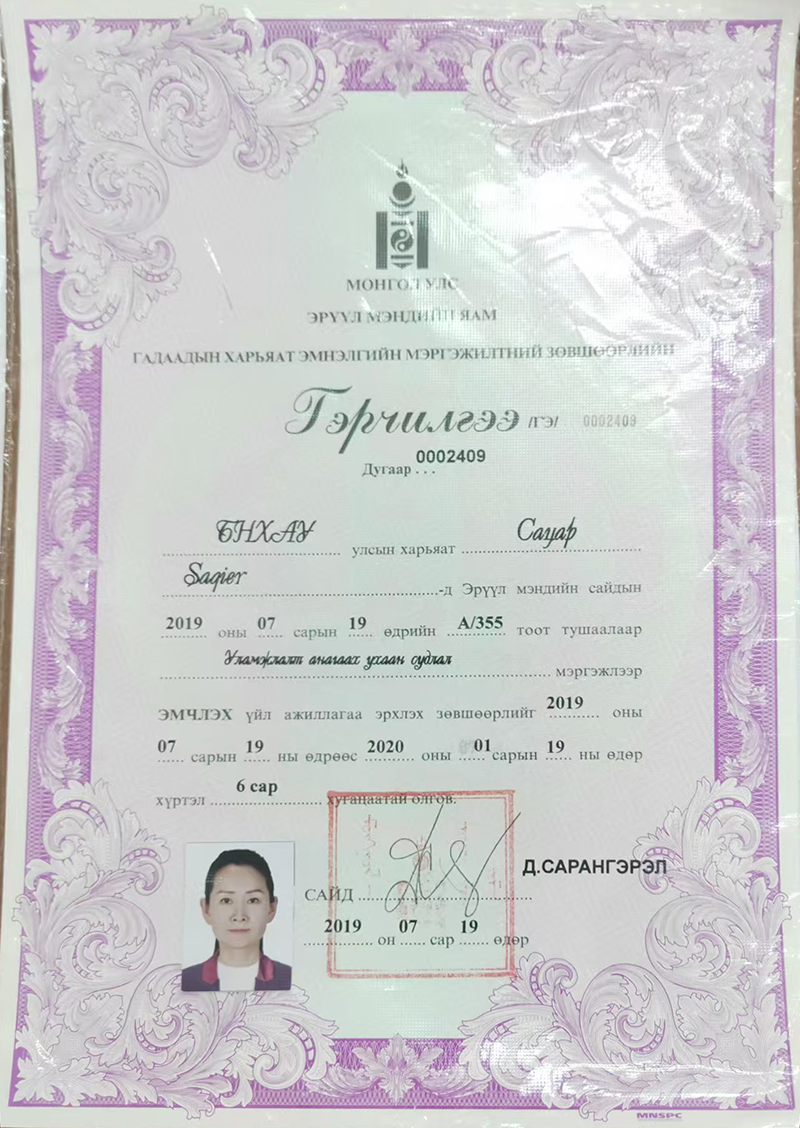 МОНГОЛ УЛС
ЭРҮҮЛ МЭНДИЙН ЯАМ
ГАДААДЫН ХАРЬЯАТ ЭМНЭЛГИЙН МЭРГЭЖИЛТНИЙ ЗӨВШӨӨРЛИЙН
Гэрчилгээ /ГЭ/ 0002409
Дугаар . . . 0002409
БНХАУ улсын харьяат Сауар
Saqier -д Эрүүл мэндийн сайдын
2019 оны 07 сарын 19 өдрийн А/355 тоот тушаалаар
Уламжлалт анагаах ухаан судлал мэргэжлээр
ЭМЧЛЭХ үйл ажиллагаа эрхлэх зөвшөөрлийг 2019 оны
07 сарын 19 ны өдрөөс 2020 оны 01 сарын 19 ны өдөр
хүртэл 6 сар хугацаатай олгов.
Д.САРАНГЭРЭЛ
САЙД
2019 он 07 сар 19 өдөр
MNSPC